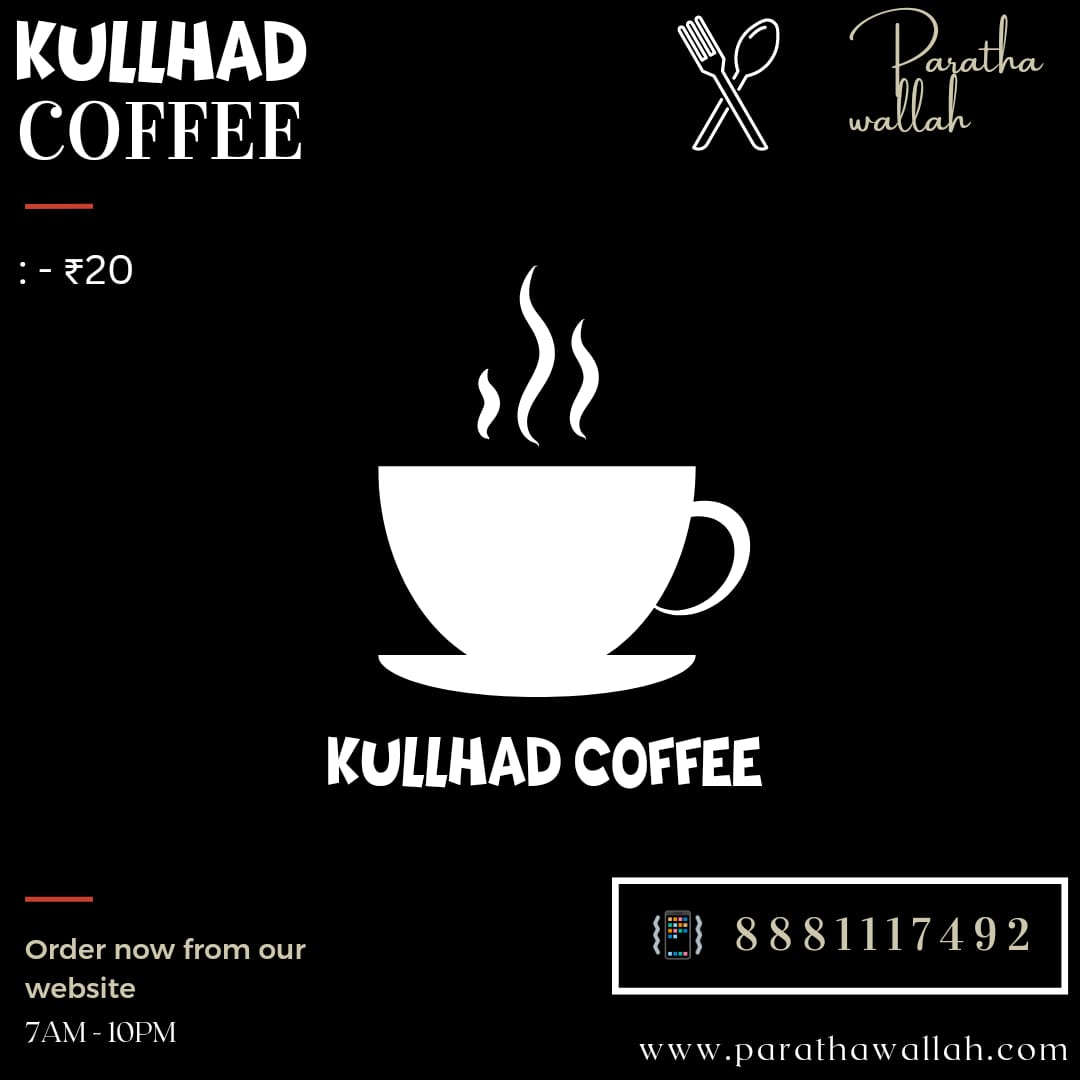 KULLHAD
COFFEE
Paratha
wallah
: - ₹20
KULLHAD COFFEE
Order now from our
website
7AM - 10PM
8881117492
www.parathawallah.com